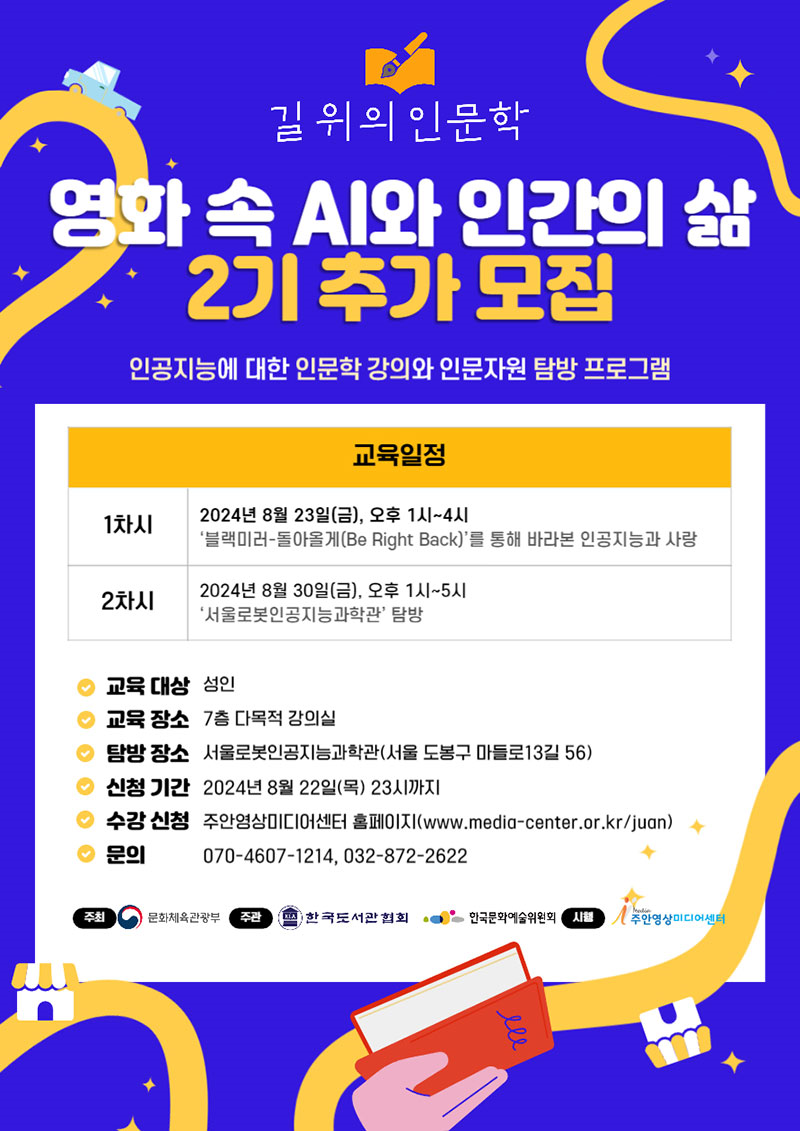 길 위의 인문학
영화 속 AI와 인간의 삶
2기 추가 모집
인공지능에 대한 인문학 강의와 인문자원 탐방 프로그램
교육일정
1차시
2024년 8월 23일(금), 오후 1시~4시
‘블랙미러-돌아올게(Be Right Back)’를 통해 바라본 인공지능과 사랑
2차시
2024년 8월 30일(금), 오후 1시~5시
‘서울로봇인공지능과학관’ 탐방
교육 대상 성인
교육 장소 7층 다목적 강의실
탐방 장소 서울로봇인공지능과학관(서울 도봉구 마들로13길 56)
신청 기간 2024년 8월 22일(목) 23시까지
수강 신청 주안영상미디어센터 홈페이지(www.media-center.or.kr/juan)
문의 070-4607-1214, 032-872-2622
주최 문화체육관광부 주관 KLA 한국도서관협회 한국문화예술위원회 시행 주안영상미디어센터